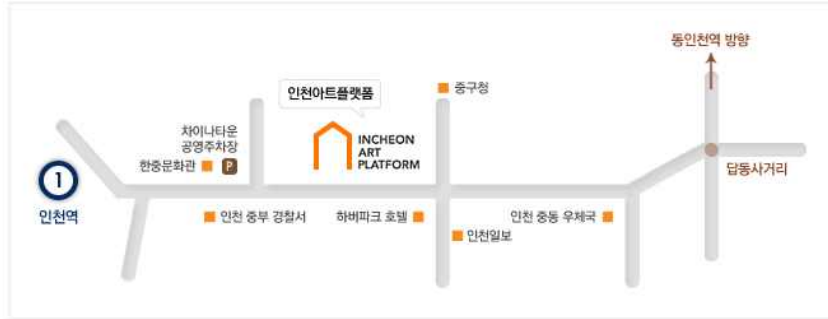 동인천역 방향
중구청
인천아트플랫폼
차이나타운
공영주차장
한중문화관
P
INCHEON
ART
PLATFORM
1
인천역
답동사거리
인천 중부 경찰서
하버파크 호텔
인천 중동 우체국
인천일보